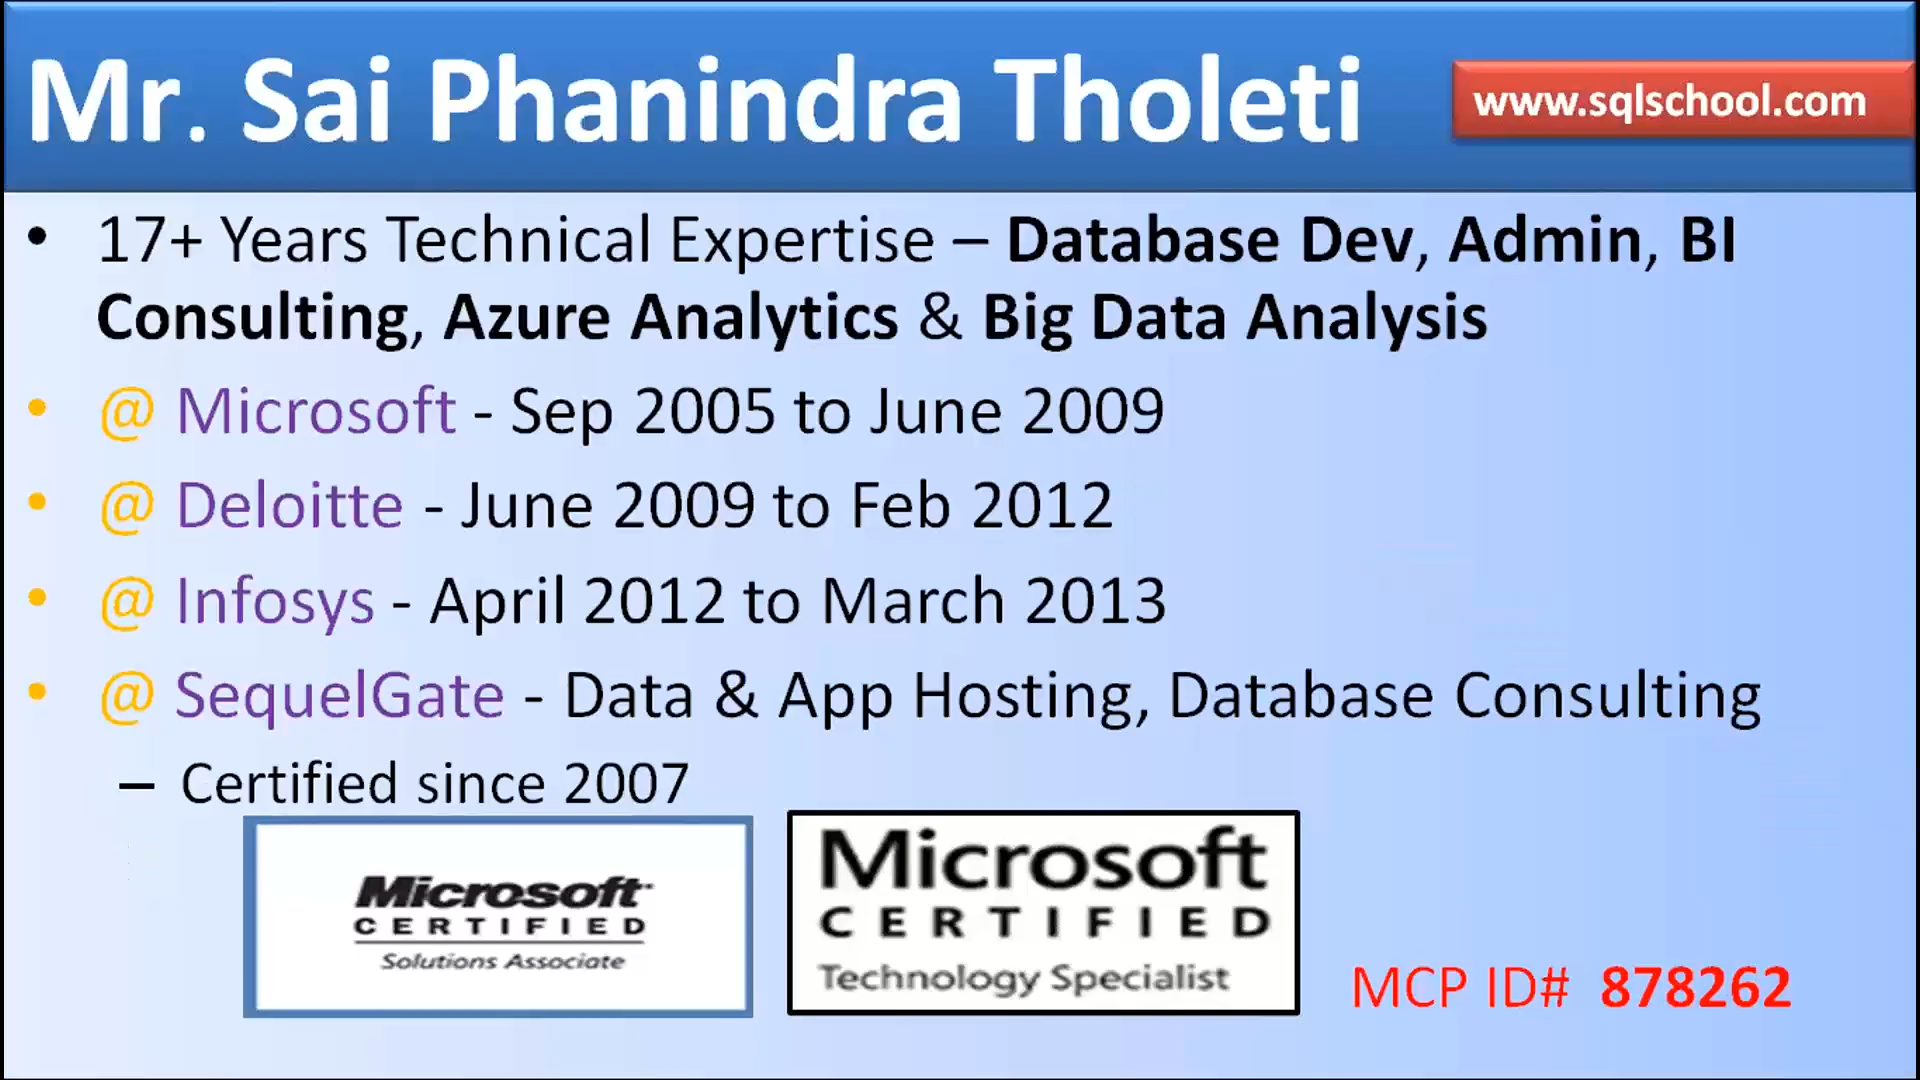 Mr. Sai Phanindra Tholeti
www.sqlschool.com
• 17+ Years Technical Expertise – Database Dev, Admin, BI
Consulting, Azure Analytics & Big Data Analysis
• @ Microsoft - Sep 2005 to June 2009
• @ Deloitte - June 2009 to Feb 2012
• @ Infosys - April 2012 to March 2013
• @ SequelGate - Data & App Hosting, Database Consulting
– Certified since 2007
Microsoft
CERTIFIED
Solutions Associate
Microsoft
CERTIFIED
Technology Specialist
MCP ID# 878262